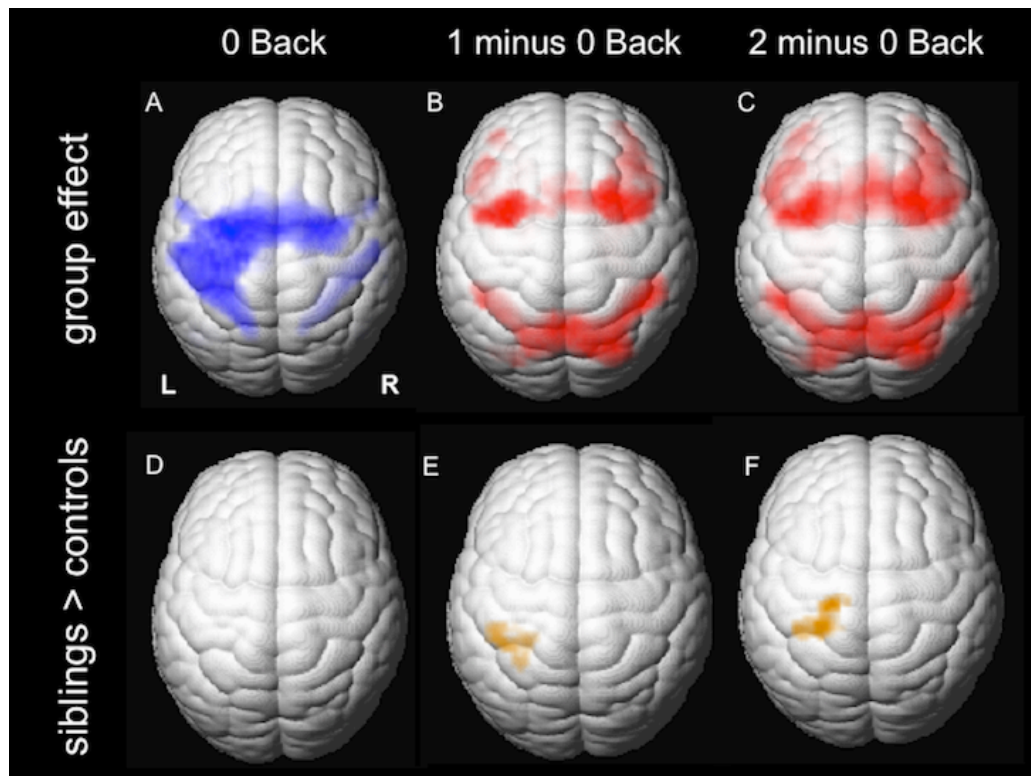 0 Back
1 minus 0 Back
2 minus 0 Back
group effect
A
B
C
L
R
siblings > controls
D
E
F